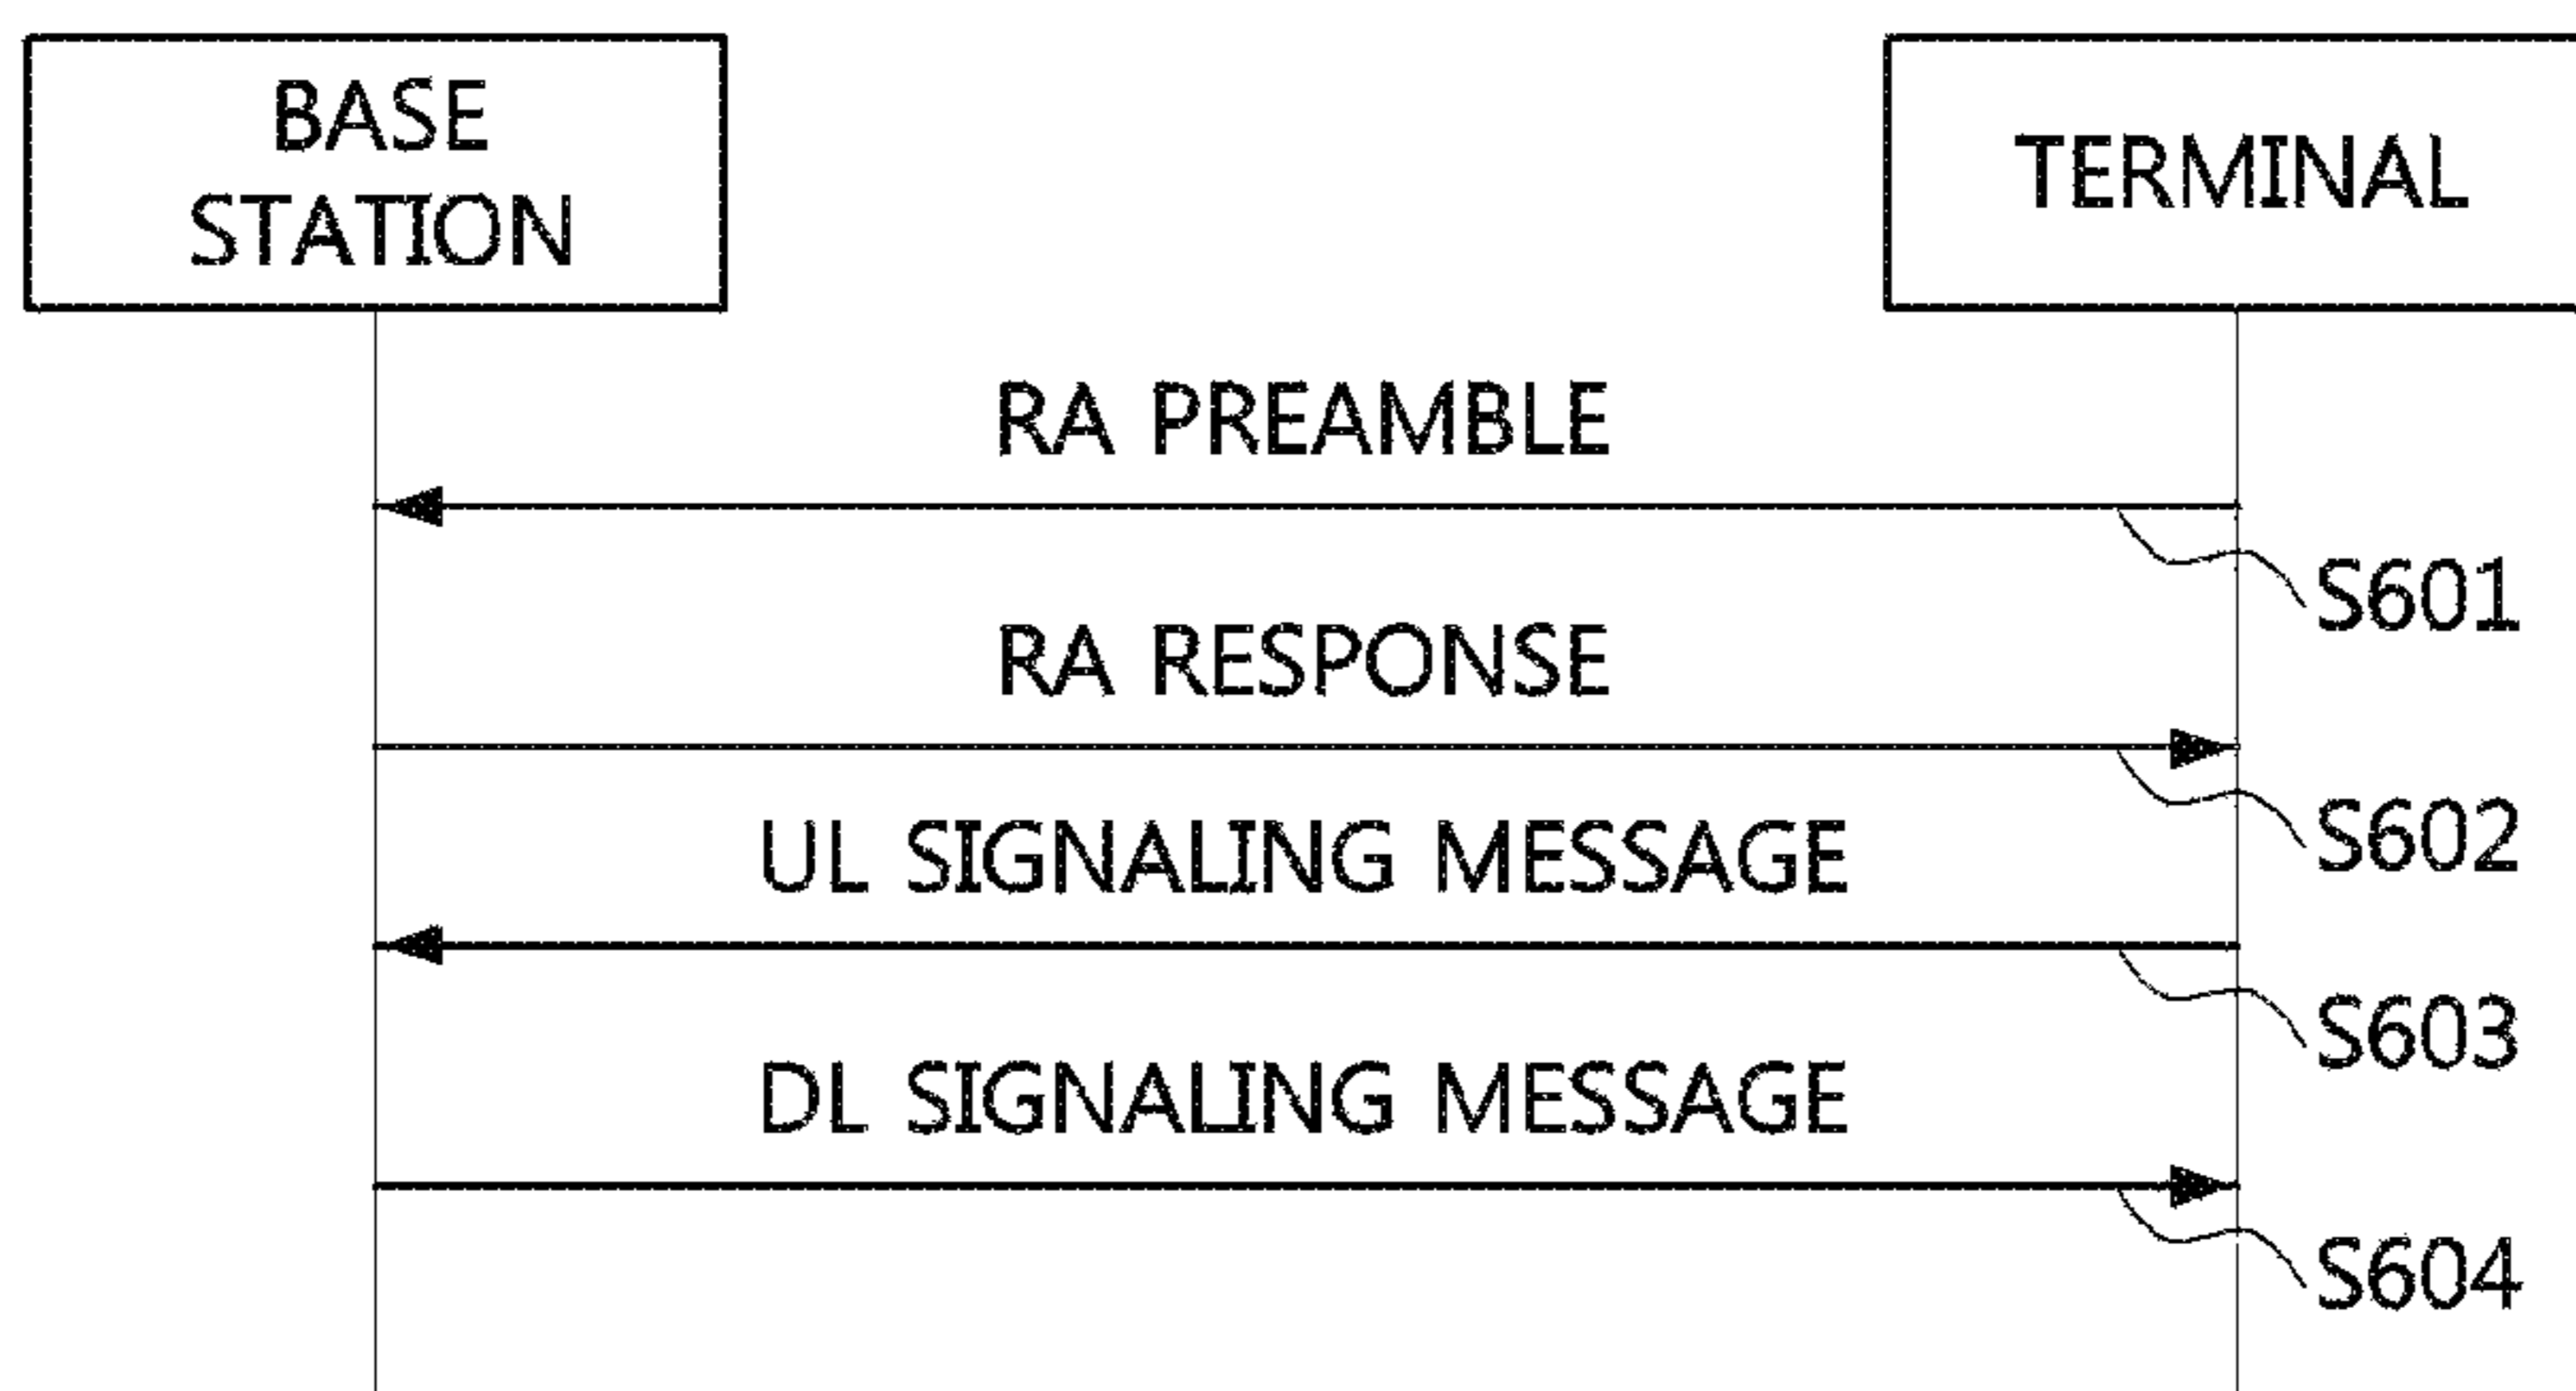 BASE
STATION
TERMINAL
RA PREAMBLE
S601
RA RESPONSE
S602
UL SIGNALING MESSAGE
S603
DL SIGNALING MESSAGE
S604